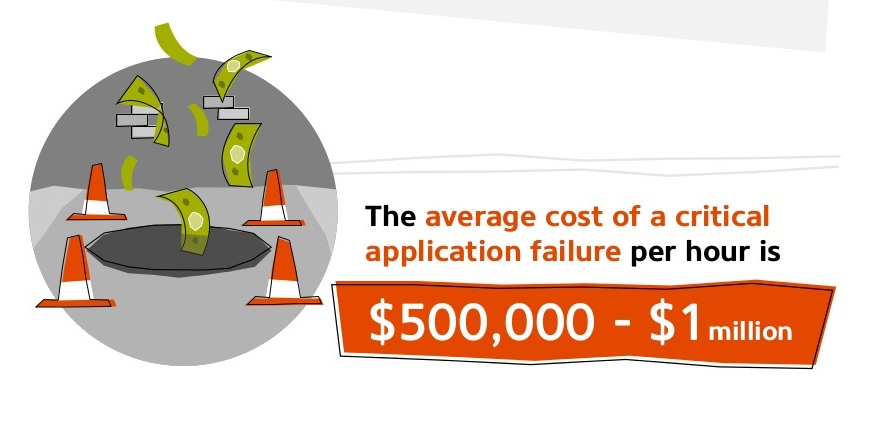 The average cost of a critical
application failure per hour is
$500,000 - $1 million